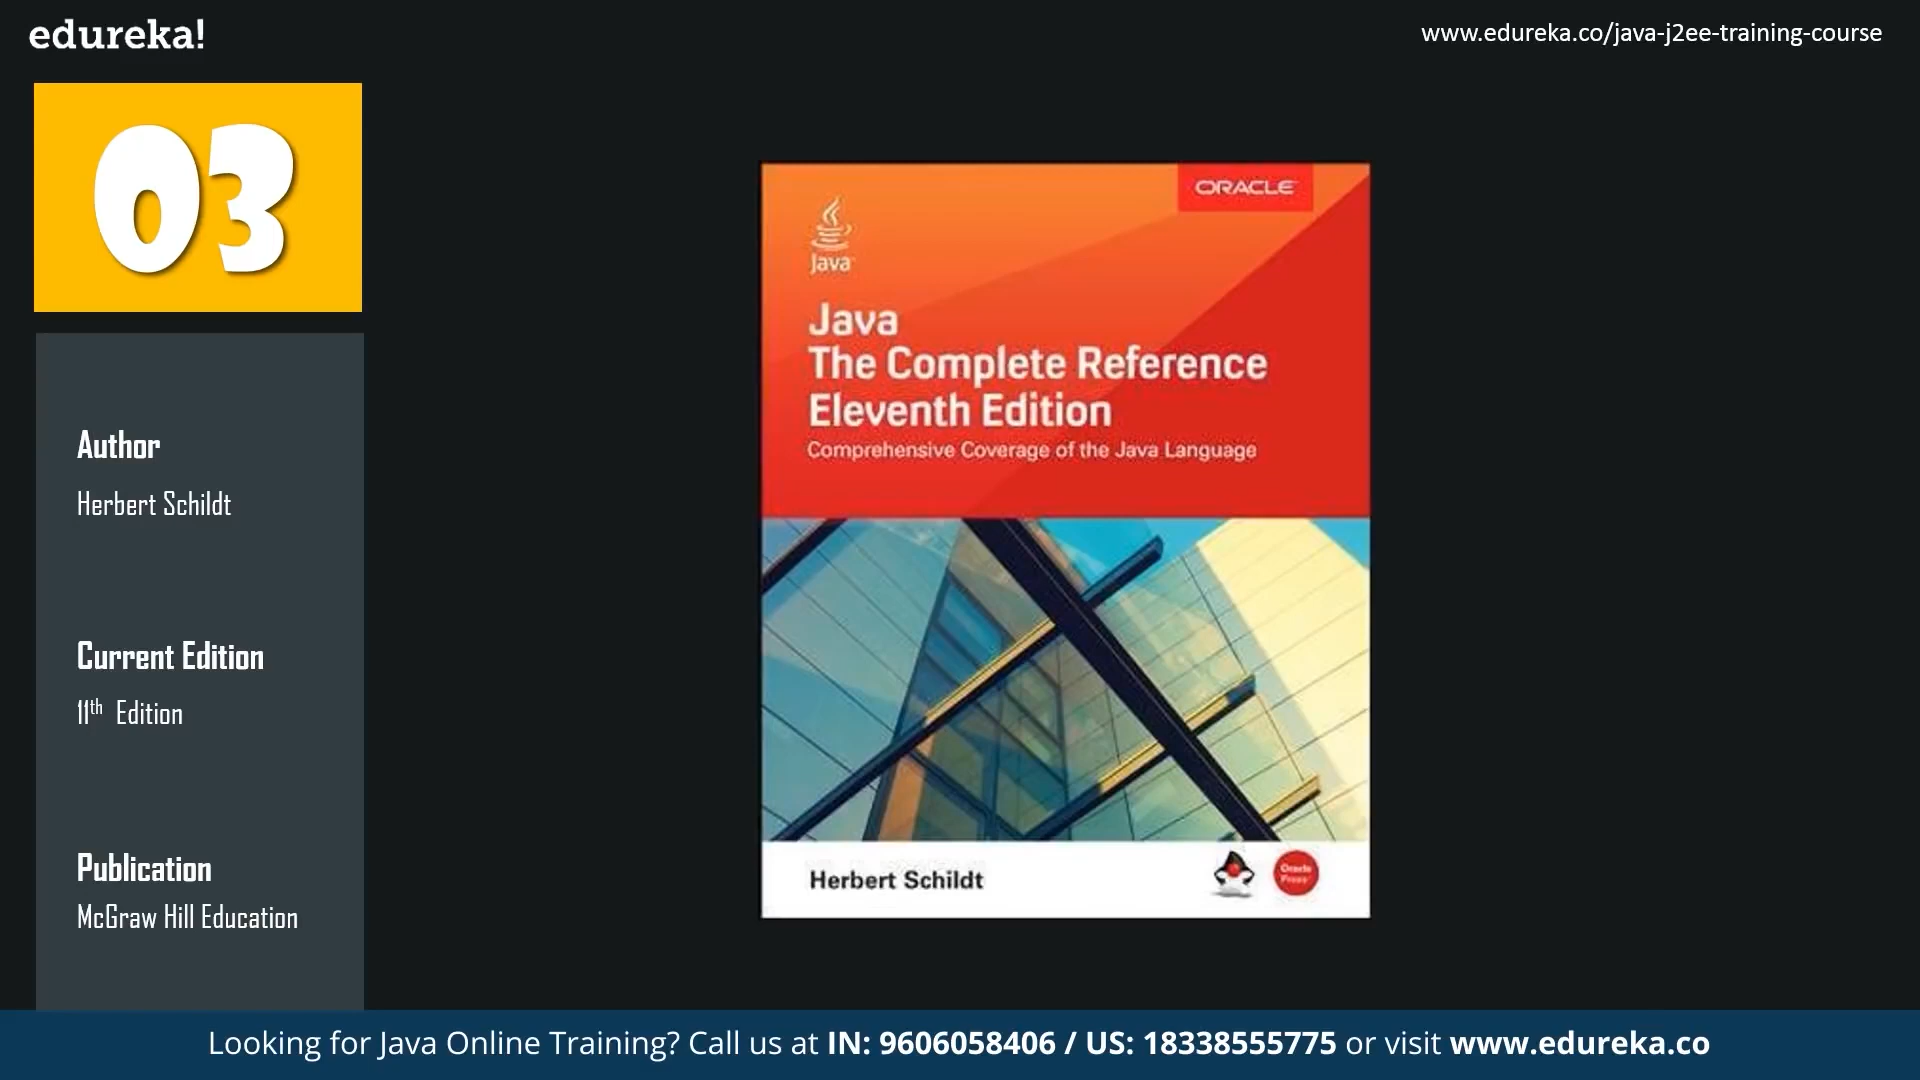 edureka!
www.edureka.co/java-j2ee-training-course
03
Author
Herbert Schildt
Current Edition
11th Edition
Publication
McGraw Hill Education
ORACLE
Java
Java
The Complete Reference
Eleventh Edition
Comprehensive Coverage of the Java Language
Herbert Schildt
Oracle
Press
Looking for Java Online Training? Call us at IN: 9606058406 / US: 18338555775 or visit www.edureka.co